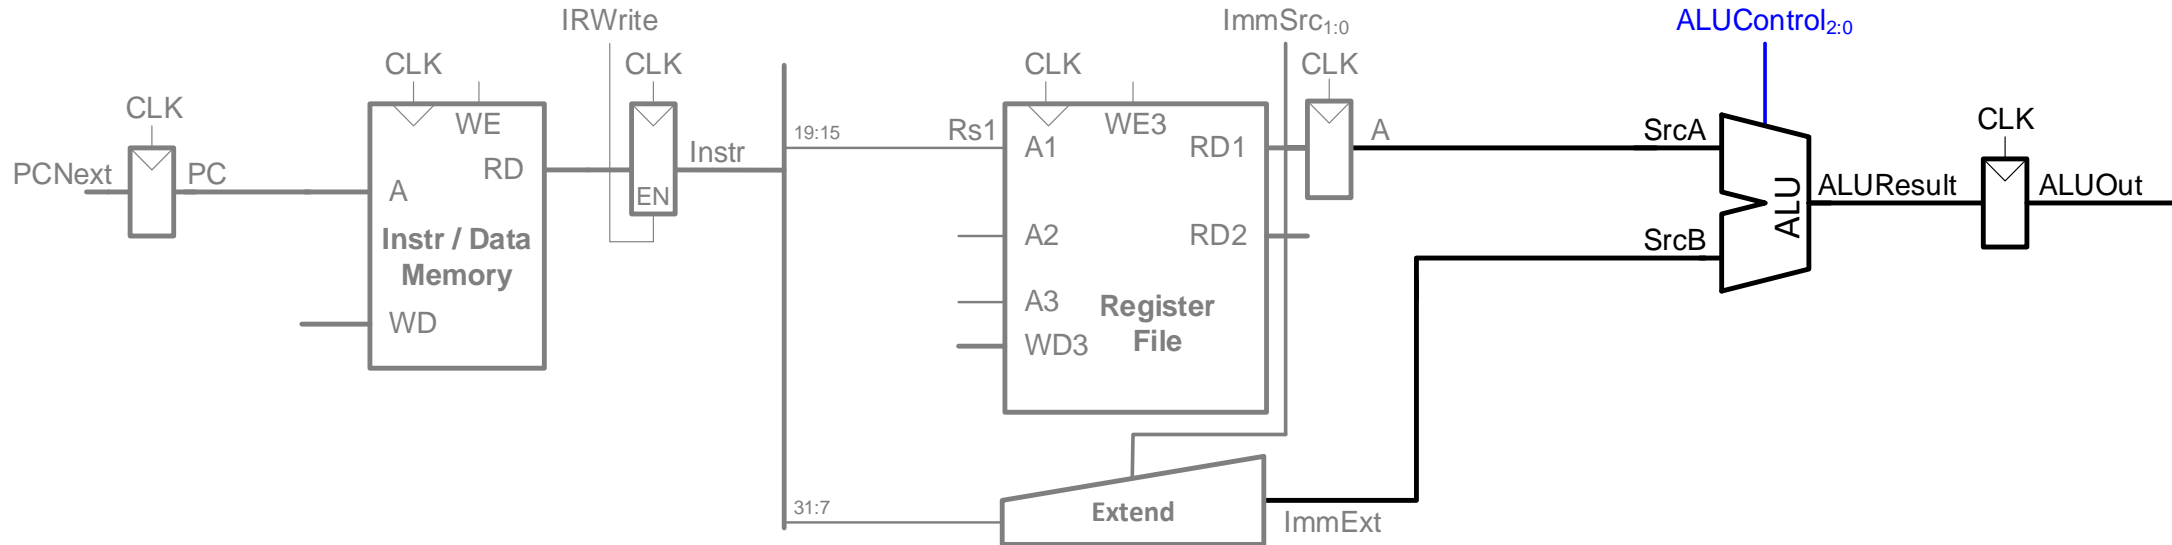 IRWrite
ImmSrc1:0
ALUControl2:0
CLK
CLK
CLK
CLK
CLK
CLK
WE
19:15
Rs1
WE3
SrcA
A
PCNext
PC
RD
Instr
A1
RD1
A
EN
ALU
ALUResult
ALUOut
Instr / Data
Memory
A2
RD2
SrcB
WD
A3
Register
File
WD3
31:7
Extend
ImmExt